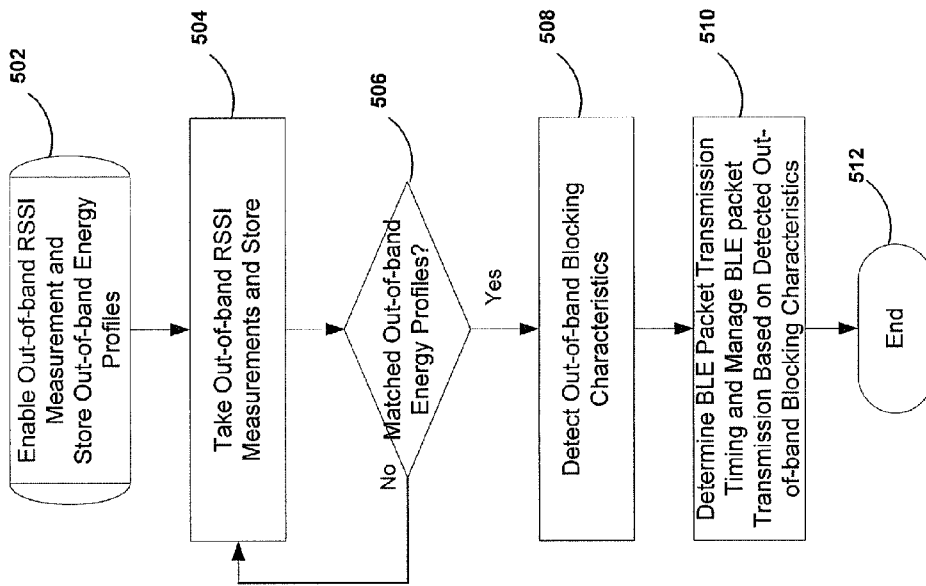 502
Enable Out-of-band RSSI
Measurement and
Store Out-of-band Energy
Profiles
504
Take Out-of-band RSSI
Measurements and Store
506
Matched Out-of-band
Energy Profiles?
No
Yes
508
Detect Out-of-band Blocking
Characteristics
510
Determine BLE Packet Transmission
Timing and Manage BLE packet
Transmission Based on Detected Out-
of-band Blocking Characteristics
512
End